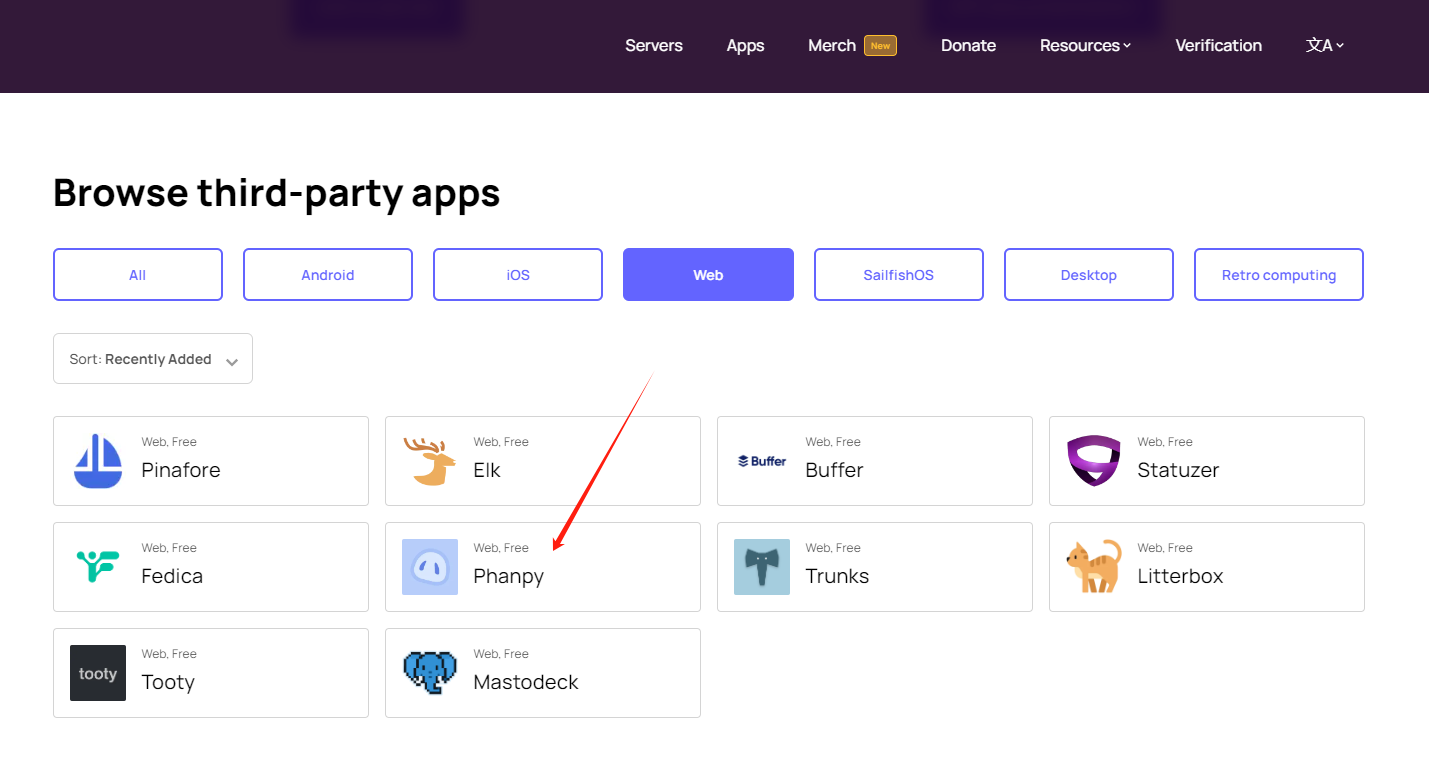 Servers Apps Merch New Donate Resources Verification 文A
Browse third-party apps
All Android iOS Web SailfishOS Desktop Retro computing
Sort: Recently Added
Web, Free
Pinafore
Web, Free
Elk
Buffer
Web, Free
Buffer
Web, Free
Statuzer
Web, Free
Fedica
Web, Free
Phanpy
Web, Free
Trunks
Web, Free
Litterbox
tooty
Web, Free
Tooty
Web, Free
Mastodeck